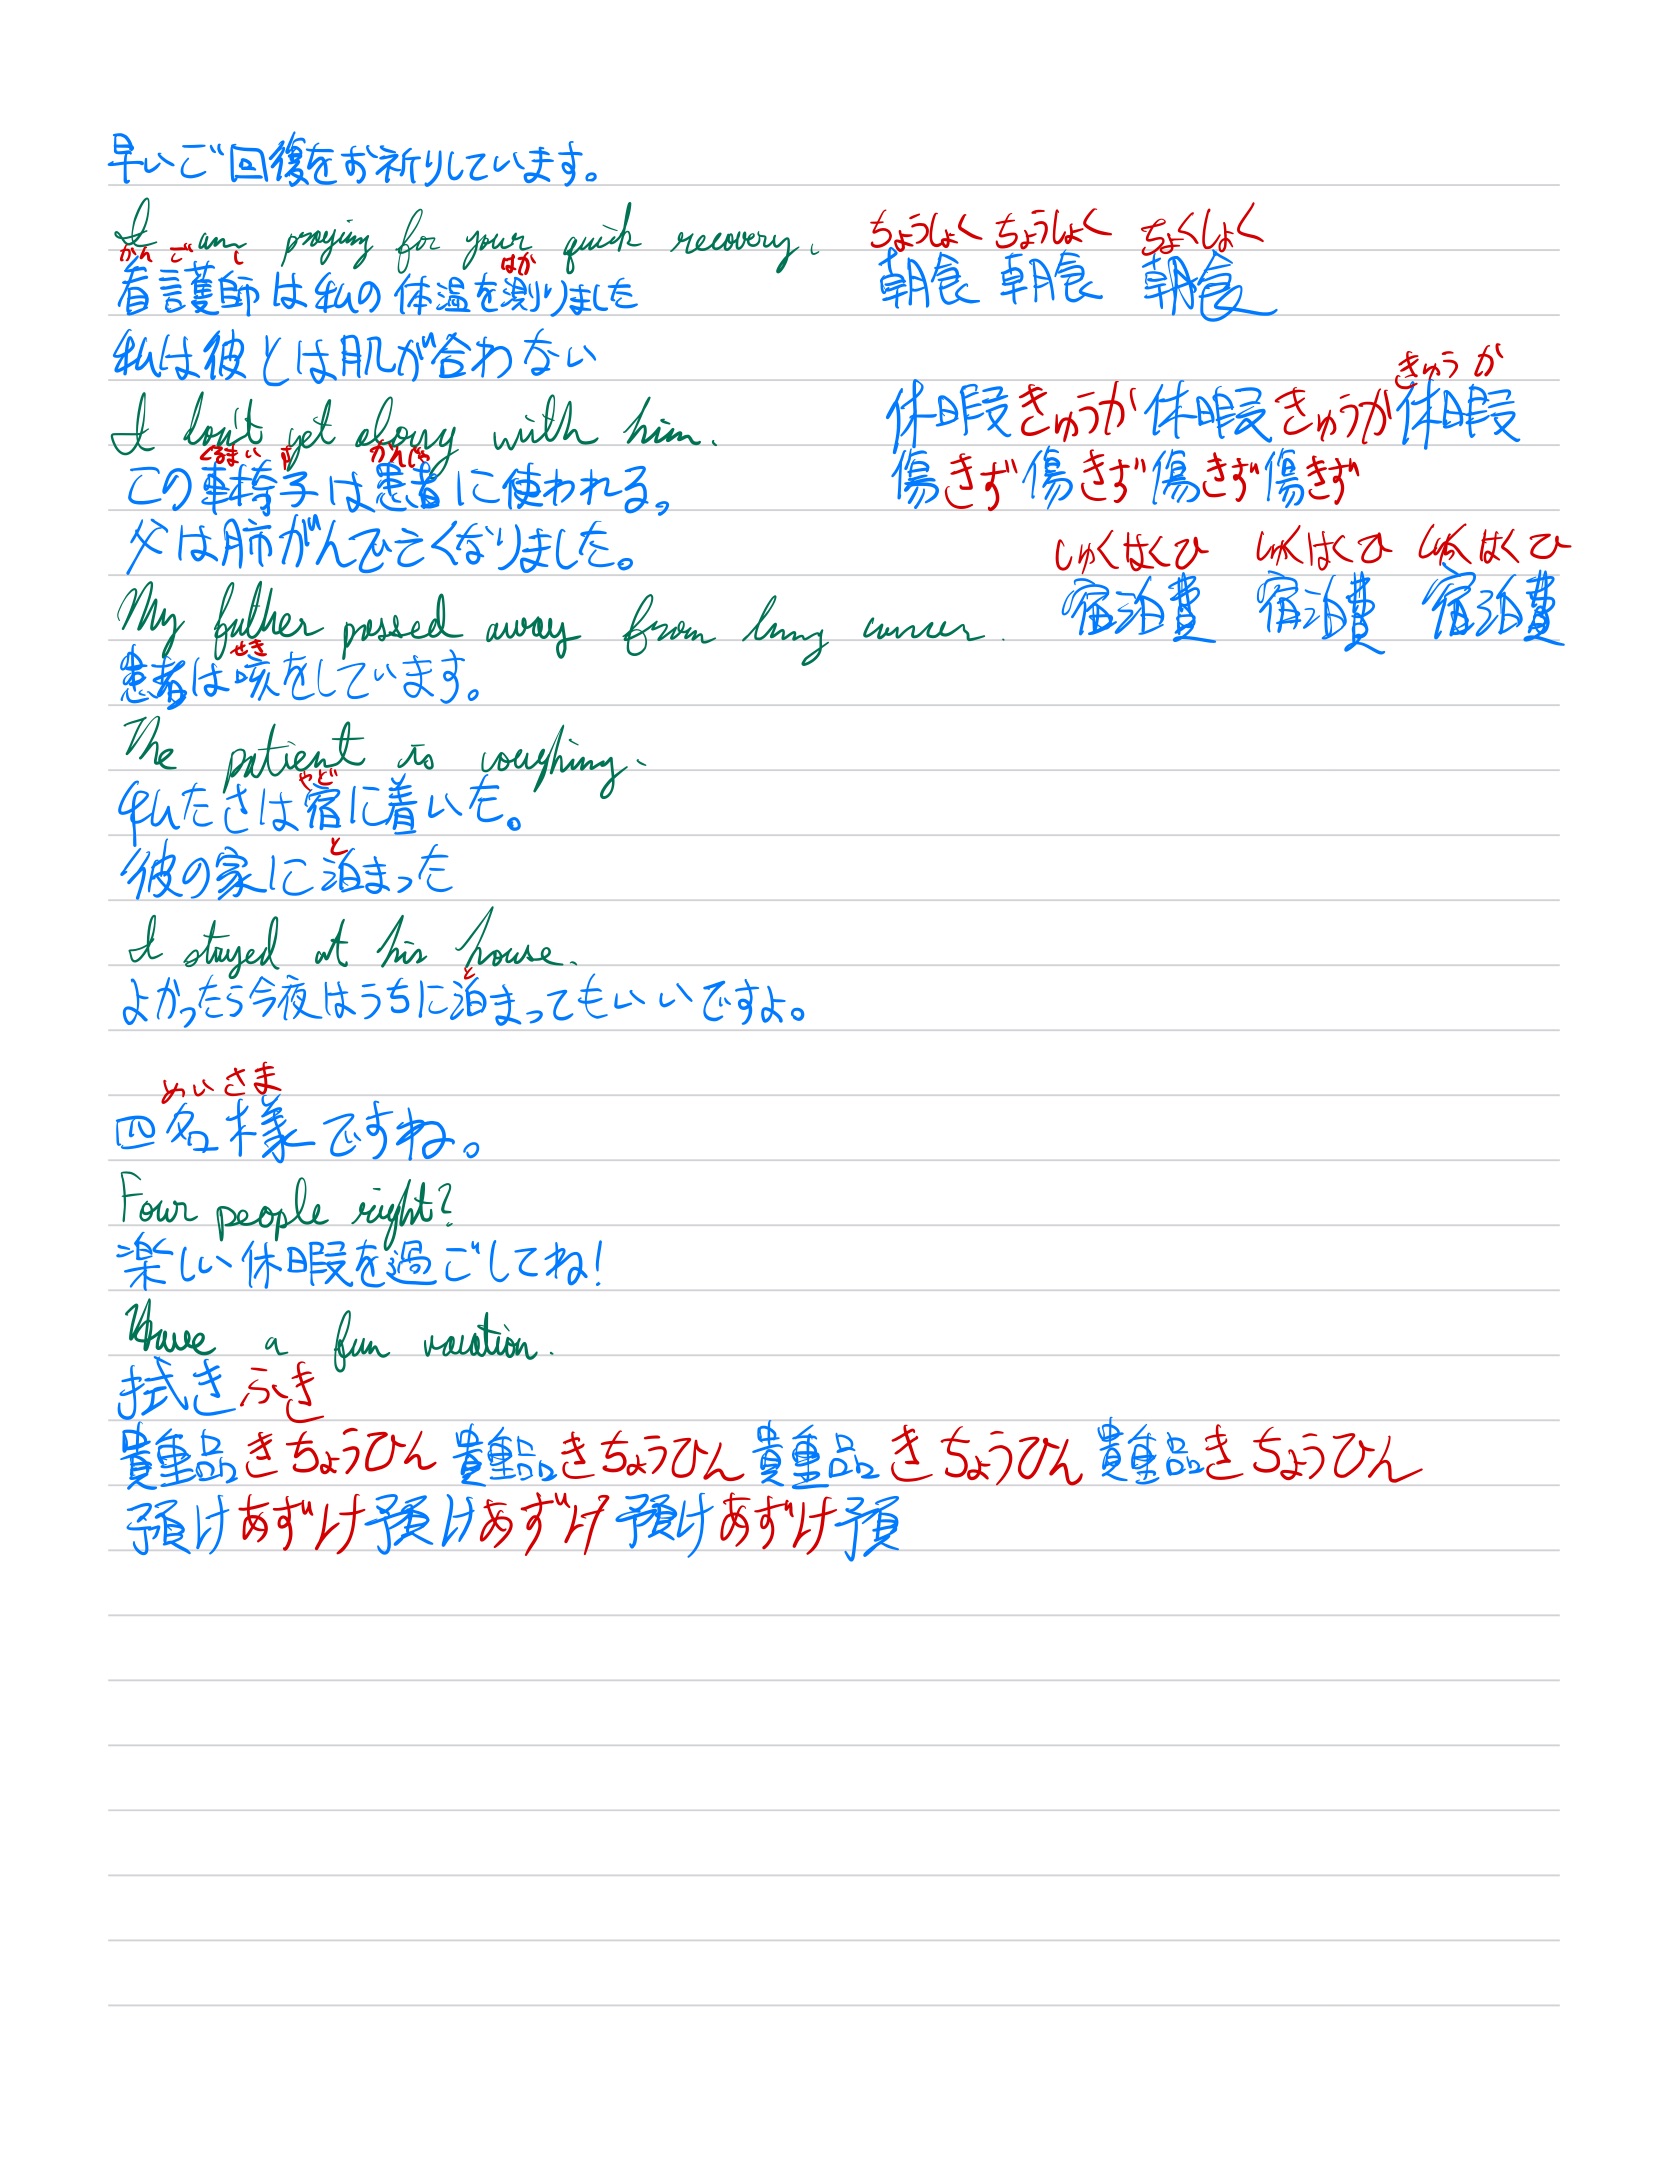 早いご回復をお祈りしています。
I am praying for your quick recovery.
かんごし はか
看護師は私の体温を測りました
私は彼とは肌が合わない
I don't get along with him.
くるまいす かんじゃ
この車椅子は患者に使われる。
父は肺がんで亡くなりました。
My father passed away from lung cancer.
せき
患者は咳をしています。
The patient is coughing.
やど
私たちは宿に着いた。
と
彼の家に泊まった
I stayed at his house.
と
よかったら今夜はうちに泊まってもいいですよ。
めいさま
四名様ですね。
Four people right?
楽しい休暇を過ごしてね!
Have a fun vacation.
拭きふき
貴重品きちょうひん 貴重品きちょうひん 貴重品きちょうひん 貴重品きちょうひん
預けあずけ預けあずけ預けあずけ預
ちょうしょく ちょうしょく ちょくしょく
朝食 朝食 朝食
きゅうか
休暇きゅうか休暇きゅうか休暇
傷きず傷きず傷きず傷きず
しゅくはくひ しゅくはくひ しゅくはくひ
宿泊費 宿泊費 宿泊費